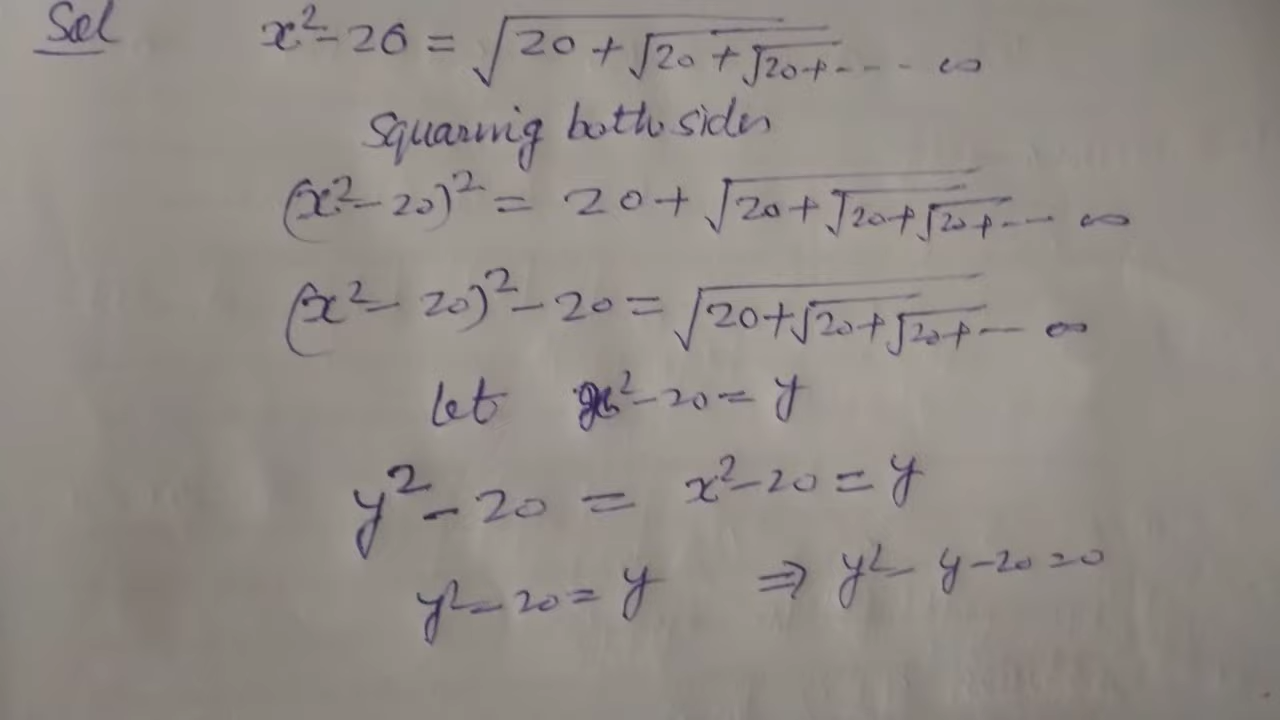 Sol x² - 20 = √(20 + √(20 + √(20 + ---- ∞
Squaring both sides
(x² - 20)² = 20 + √(20 + √(20 + √(20 + --- ∞
(x² - 20)² - 20 = √(20 + √(20 + √(20 + --- ∞
let x² - 20 = y
y² - 20 = x² - 20 = y
y² - 20 = y ⇒ y² - y - 20 = 0